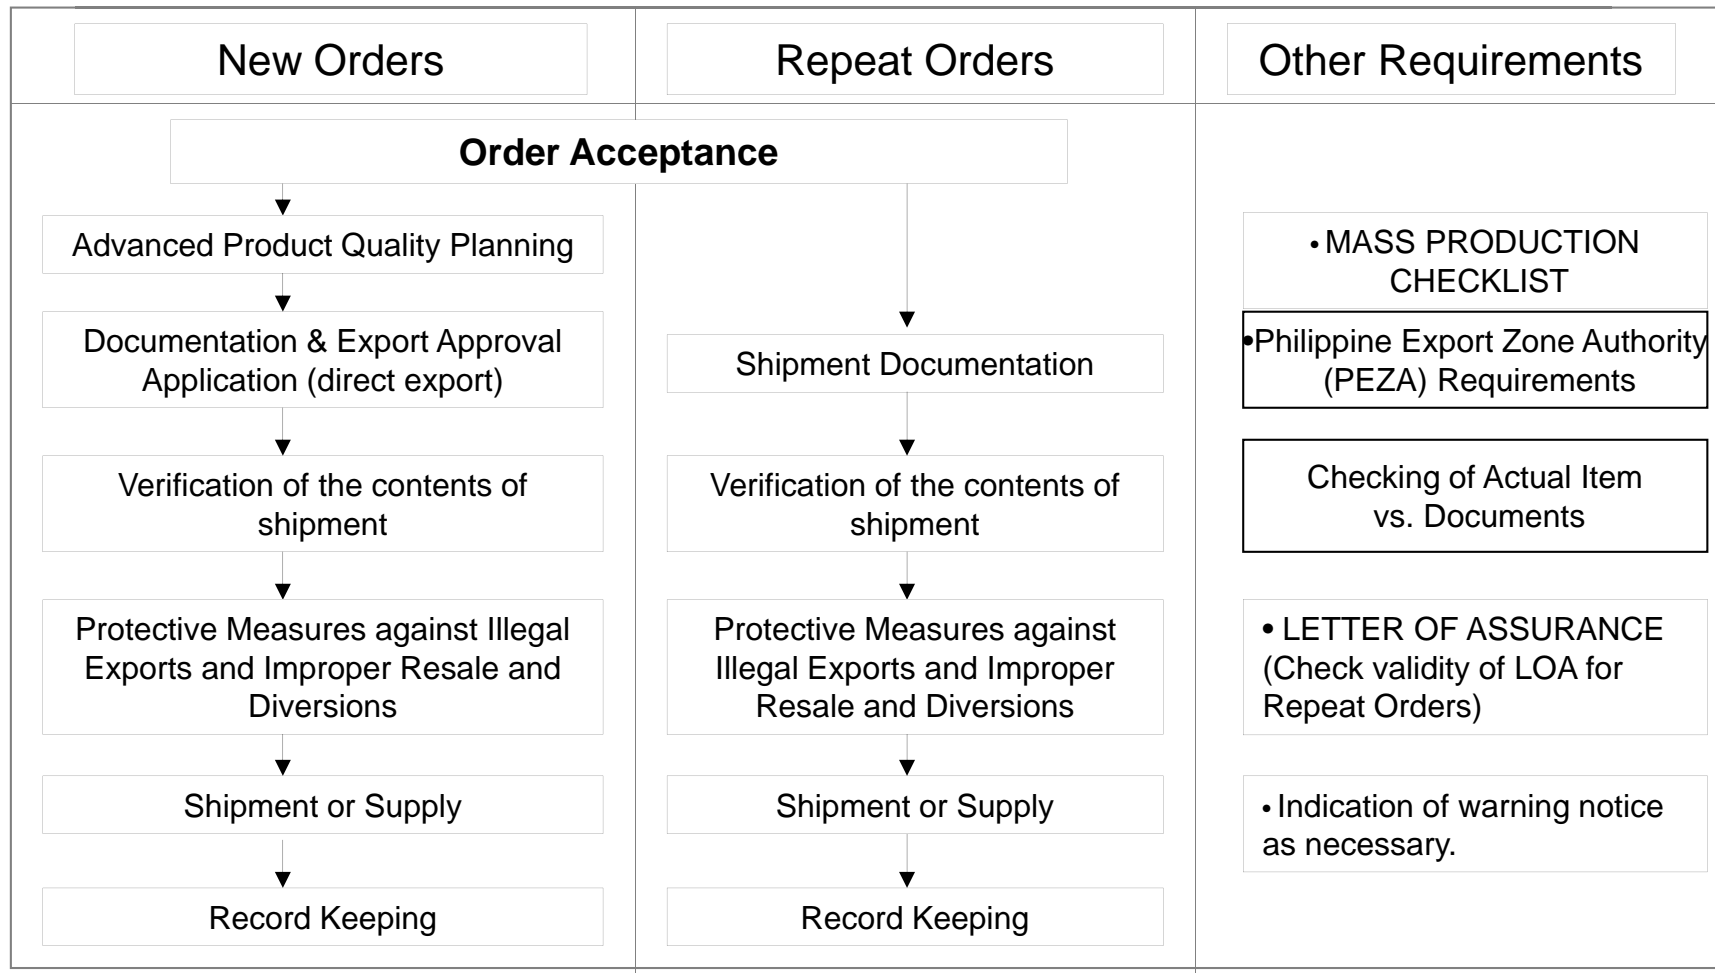 New Orders
Repeat Orders
Other Requirements
Order Acceptance
Advanced Product Quality Planning
Documentation & Export Approval
Application (direct export)
Verification of the contents of
shipment
Protective Measures against Illegal
Exports and Improper Resale and
Diversions
Shipment or Supply
Record Keeping
Shipment Documentation
Verification of the contents of
shipment
Protective Measures against
Illegal Exports and Improper
Resale and Diversions
Shipment or Supply
Record Keeping
• MASS PRODUCTION
CHECKLIST
•Philippine Export Zone Authority
(PEZA) Requirements
Checking of Actual Item
vs. Documents
• LETTER OF ASSURANCE
(Check validity of LOA for
Repeat Orders)
• Indication of warning notice
as necessary.